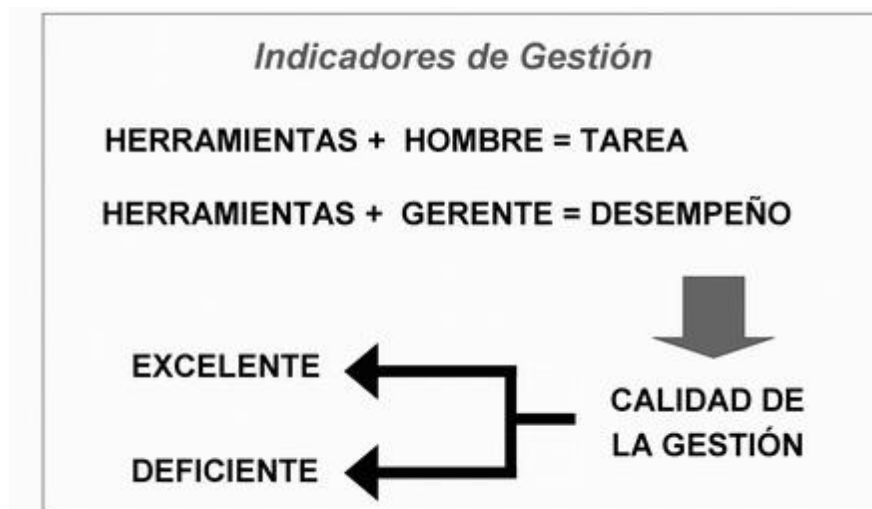 Indicadores de Gestión
HERRAMIENTAS + HOMBRE = TAREA
HERRAMIENTAS + GERENTE = DESEMPEÑO
EXCELENTE
DEFICIENTE
CALIDAD DE
LA GESTIÓN